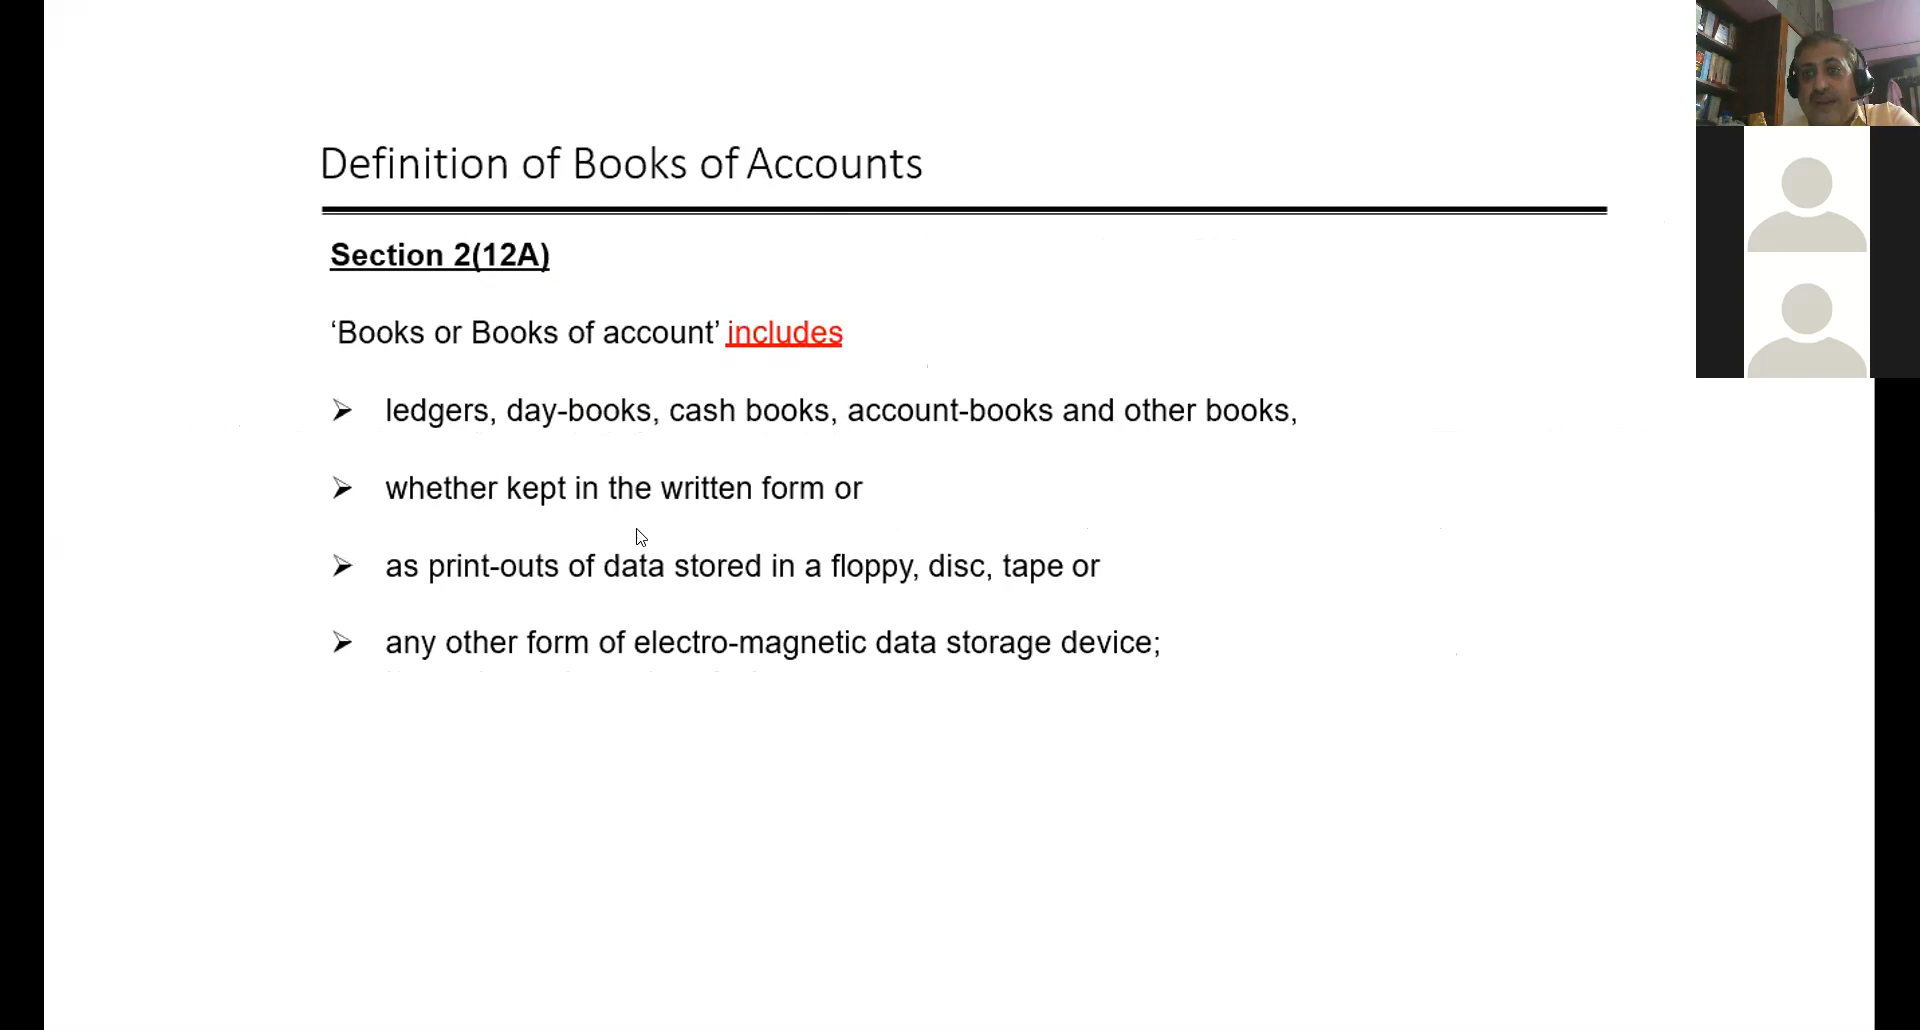 Definition of Books of Accounts
Section 2(12A)
‘Books or Books of account’ includes
➢ ledgers, day-books, cash books, account-books and other books,
➢ whether kept in the written form or
➢ as print-outs of data stored in a floppy, disc, tape or
➢ any other form of electro-magnetic data storage device;